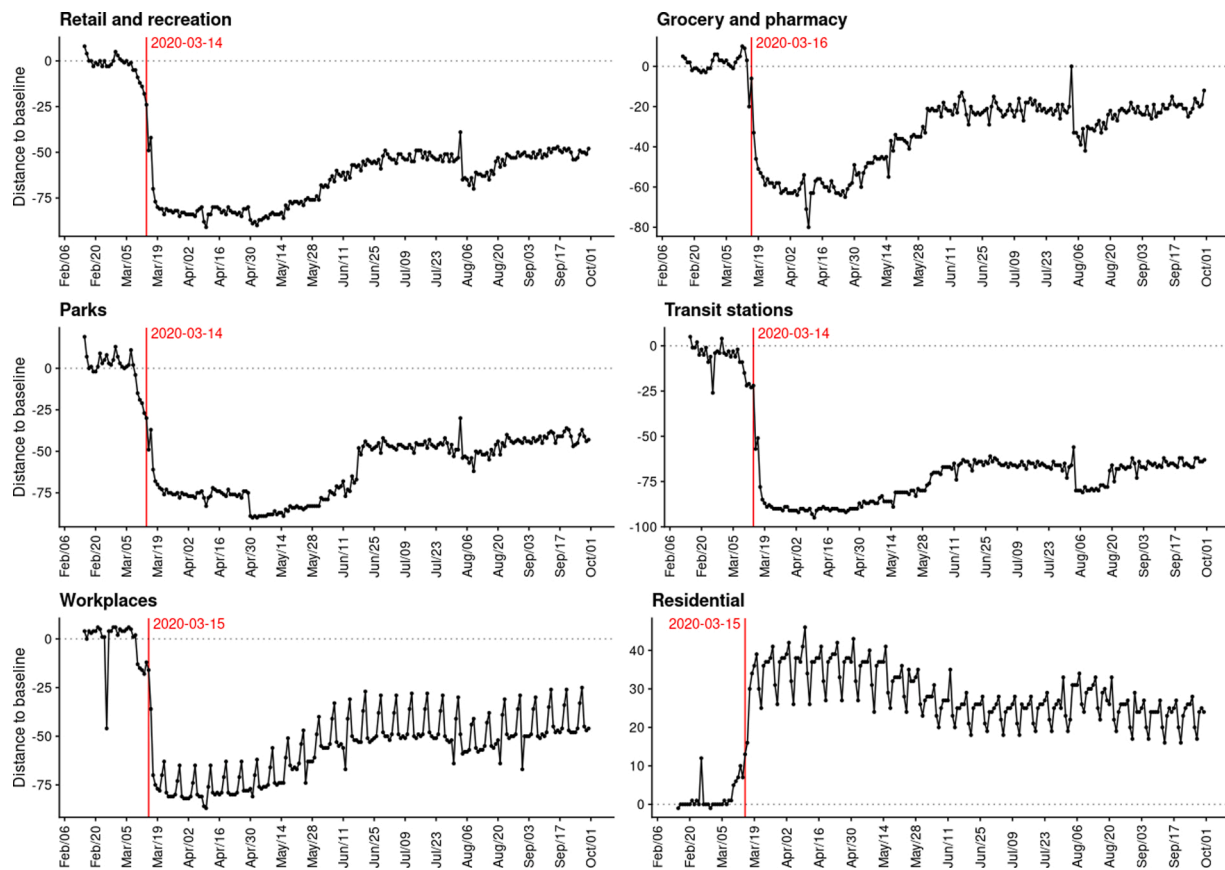 Retail and recreation
2020-03-14
Distance to baseline
0
-25
-50
-75
Feb/06 Feb/20 Mar/05 Mar/19 Apr/02 Apr/16 Apr/30 May/14 May/28 Jun/11 Jun/25 Jul/09 Jul/23 Aug/06 Aug/20 Sep/03 Sep/17 Oct/01
Grocery and pharmacy
2020-03-16
0
-20
-40
-60
-80
Feb/06 Feb/20 Mar/05 Mar/19 Apr/02 Apr/16 Apr/30 May/14 May/28 Jun/11 Jun/25 Jul/09 Jul/23 Aug/06 Aug/20 Sep/03 Sep/17 Oct/01
Parks
2020-03-14
Distance to baseline
0
-25
-50
-75
Feb/06 Feb/20 Mar/05 Mar/19 Apr/02 Apr/16 Apr/30 May/14 May/28 Jun/11 Jun/25 Jul/09 Jul/23 Aug/06 Aug/20 Sep/03 Sep/17 Oct/01
Transit stations
2020-03-14
0
-25
-50
-75
-100
Feb/06 Feb/20 Mar/05 Mar/19 Apr/02 Apr/16 Apr/30 May/14 May/28 Jun/11 Jun/25 Jul/09 Jul/23 Aug/06 Aug/20 Sep/03 Sep/17 Oct/01
Workplaces
2020-03-15
Distance to baseline
0
-25
-50
-75
Feb/06 Feb/20 Mar/05 Mar/19 Apr/02 Apr/16 Apr/30 May/14 May/28 Jun/11 Jun/25 Jul/09 Jul/23 Aug/06 Aug/20 Sep/03 Sep/17 Oct/01
Residential
2020-03-15
40
30
20
10
0
Feb/06 Feb/20 Mar/05 Mar/19 Apr/02 Apr/16 Apr/30 May/14 May/28 Jun/11 Jun/25 Jul/09 Jul/23 Aug/06 Aug/20 Sep/03 Sep/17 Oct/01